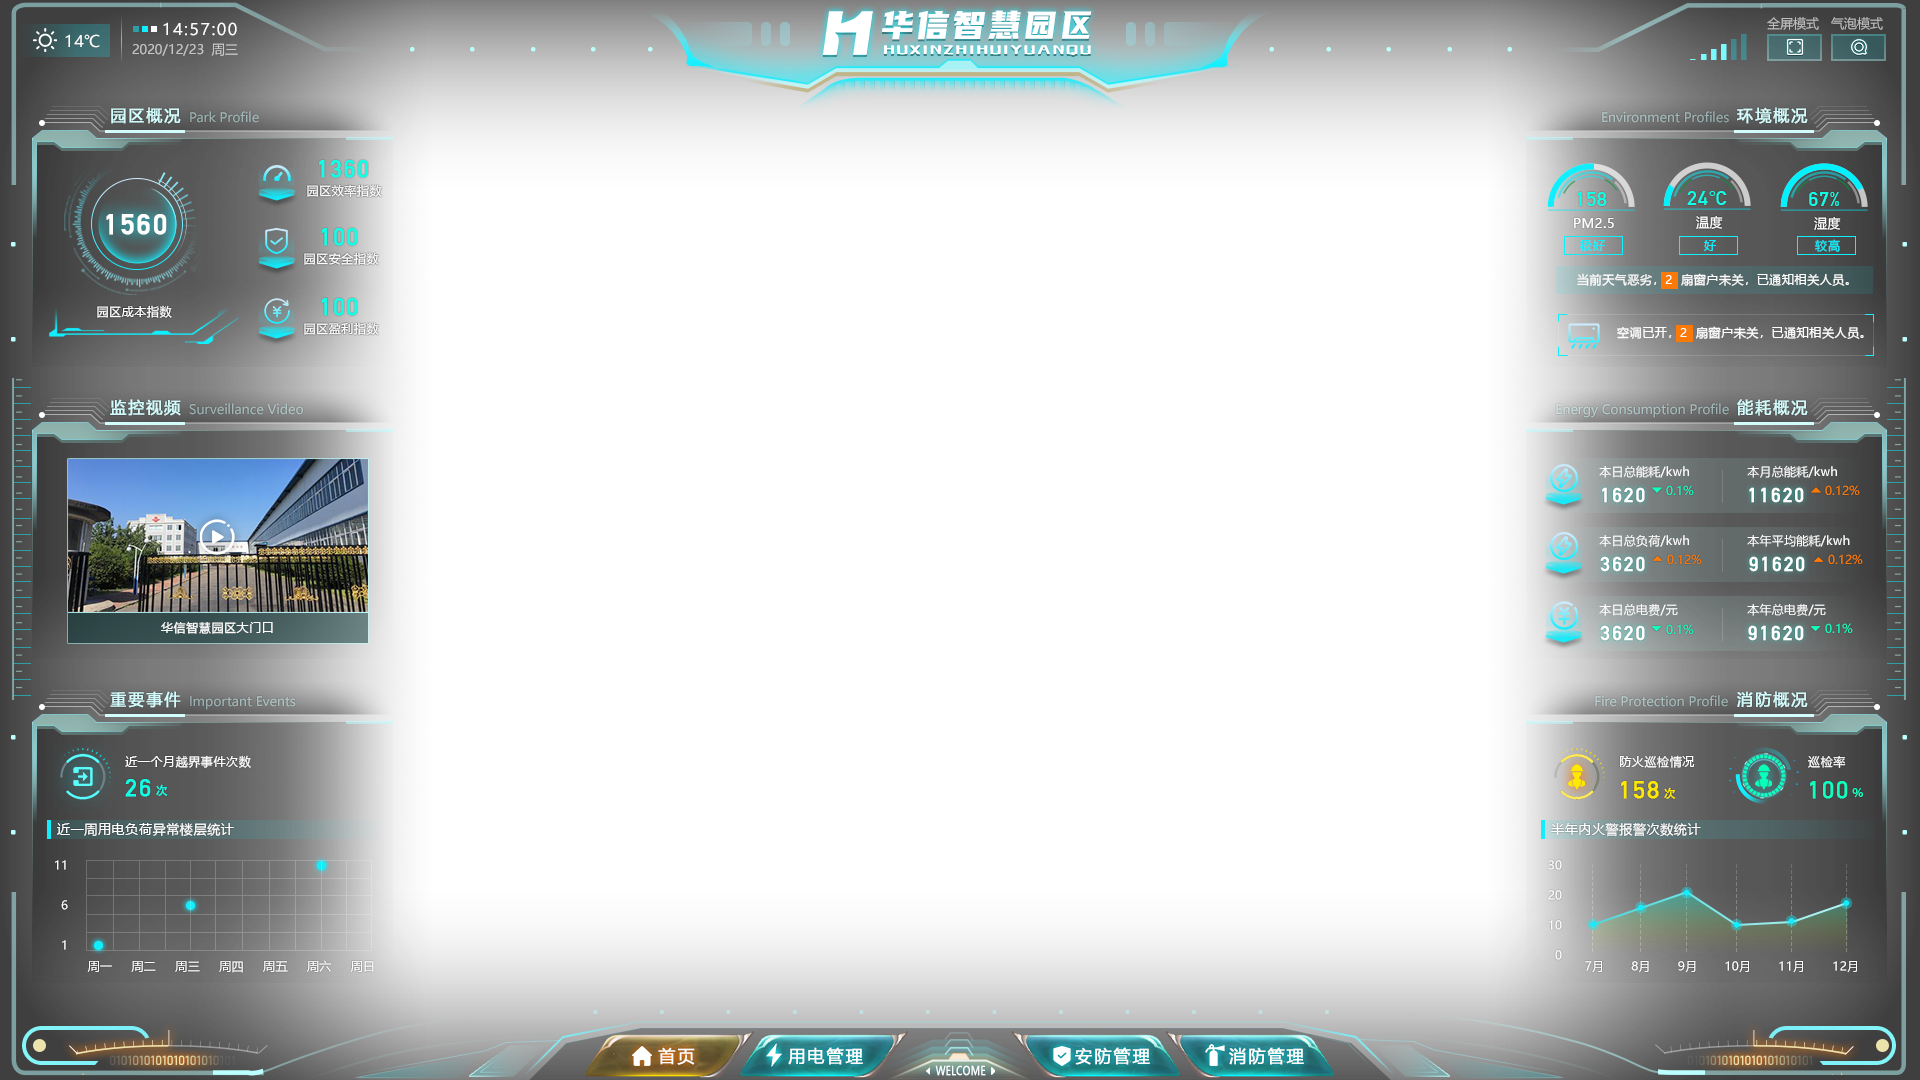 14℃
14:57:00
2020/12/23 周三
华信智慧园区
HUXINZHIHUIYUANQU
全屏模式 气泡模式
园区概况 Park Profile
1560
园区成本指数
1360
园区效率指数
100
园区安全指数
100
园区盈利指数
监控视频 Surveillance Video
华信智慧园区大门口
重要事件 Important Events
近一个月越界事件次数
26 次
近一周用电负荷异常楼层统计
11
6
1
周一 周二 周三 周四 周五 周六 周日
Environment Profiles 环境概况
158 24℃ 67%
PM2.5 温度 湿度
很好 好 较高
当前天气恶劣，2 扇窗户未关，已通知相关人员。
空调已开，2 扇窗户未关，已通知相关人员。
Energy Consumption Profile 能耗概况
本日总能耗/kwh 本月总能耗/kwh
1620 0.1% 11620 0.12%
本日总负荷/kwh 本年平均能耗/kwh
3620 0.12% 91620 0.12%
本日总电费/元 本年总电费/元
3620 0.1% 91620 0.1%
Fire Protection Profile 消防概况
防火巡检情况 巡检率
158 次 100 %
半年内火警报警次数统计
30
20
10
0
7月 8月 9月 10月 11月 12月
首页 用电管理 WELCOME 安防管理 消防管理